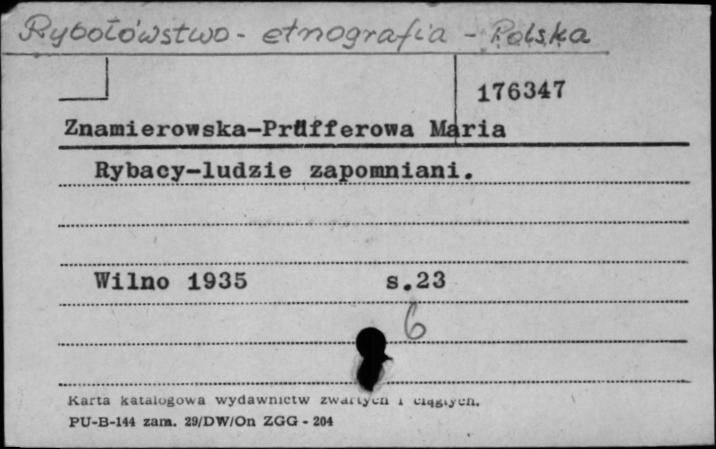 Rybołówstwo - etnografia - Polska
176347
Znamierowska-Prüfferowa Maria
Rybacy-ludzie zapomniani.
Wilno 1935 s.23
6
Karta katalogowa wydawnictw zwartych i ciągłych.
PU-B-144 zam. 29/DW/On ZGG - 204